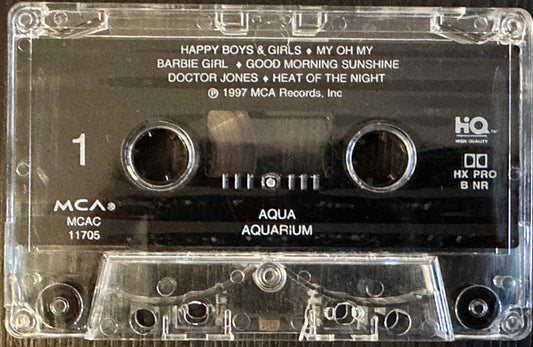 HAPPY BOYS & GIRLS ♦ MY OH MY
BARBIE GIRL ♦ GOOD MORNING SUNSHINE
DOCTOR JONES ♦ HEAT OF THE NIGHT
℗ 1997 MCA Records, Inc
1
HiQ™
HIGH QUALITY
HX PRO
B NR
MCA®
MCAC
11705
AQUA
AQUARIUM